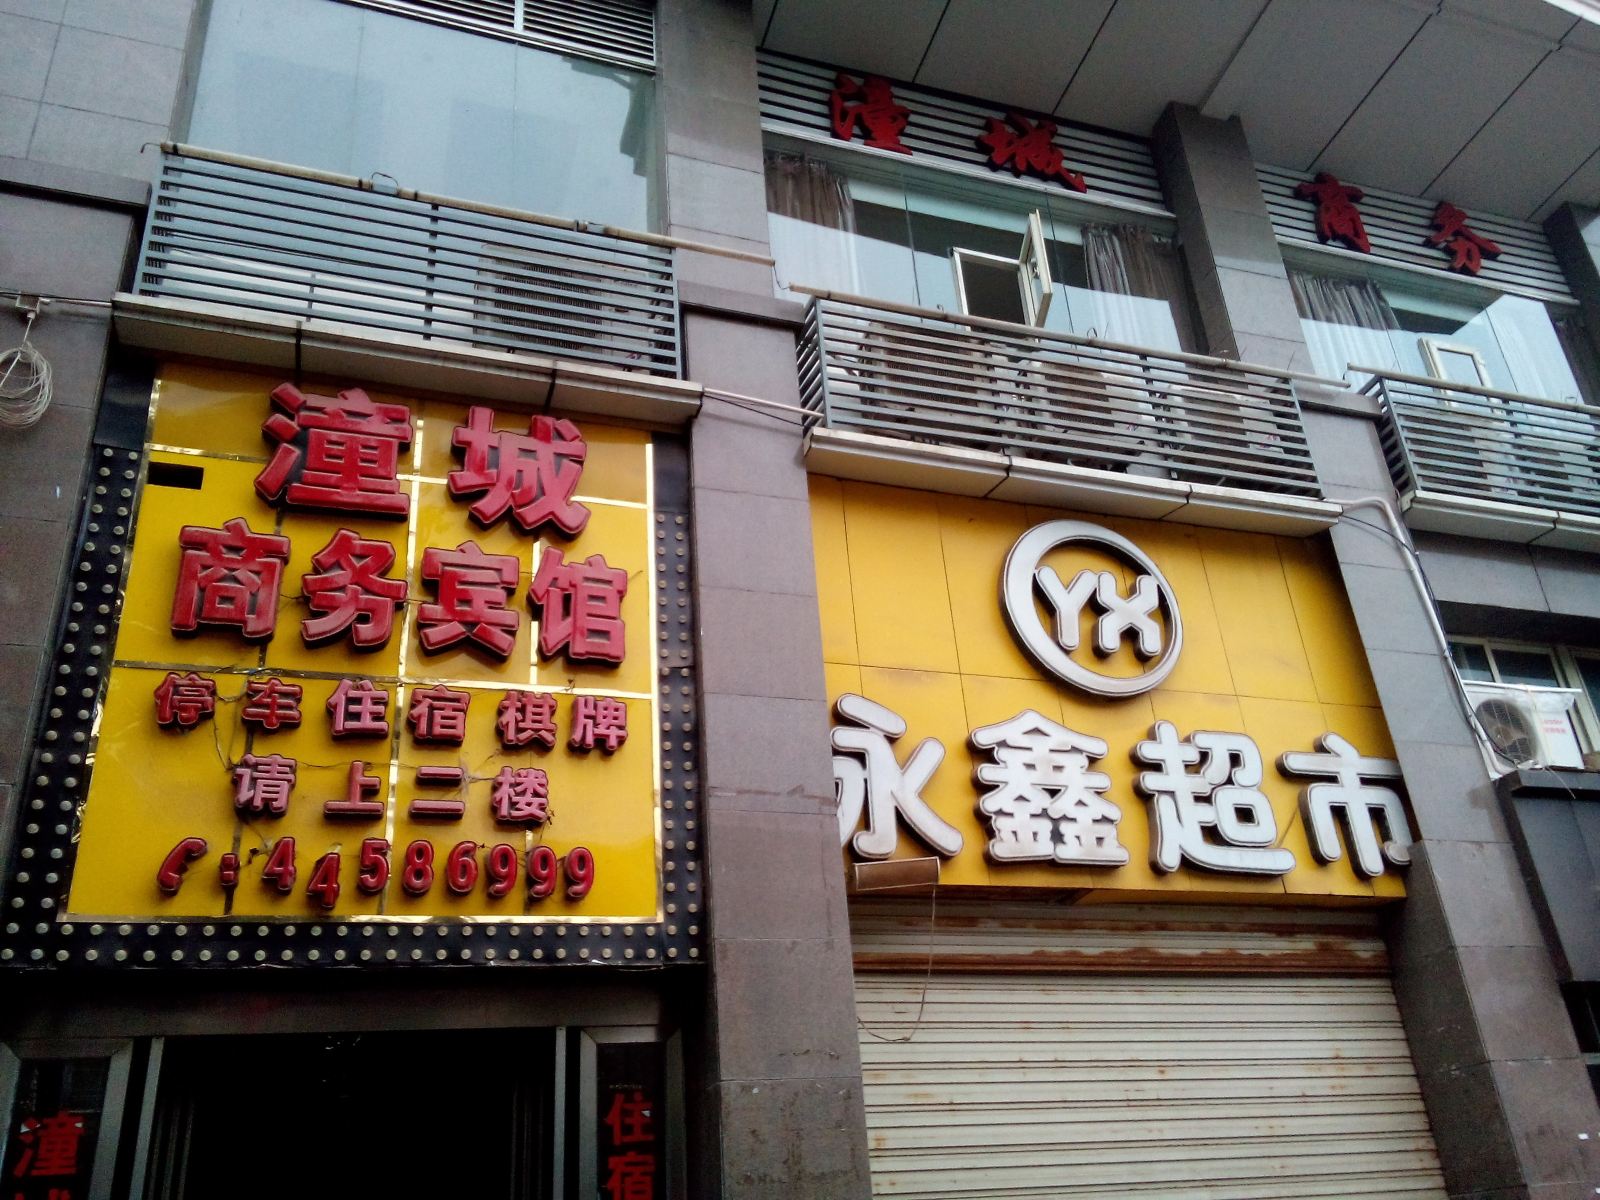 潼城商务
潼城
商务宾馆
停车住宿棋牌
请上二楼
:44586999
YX
永鑫超市
潼
住宿